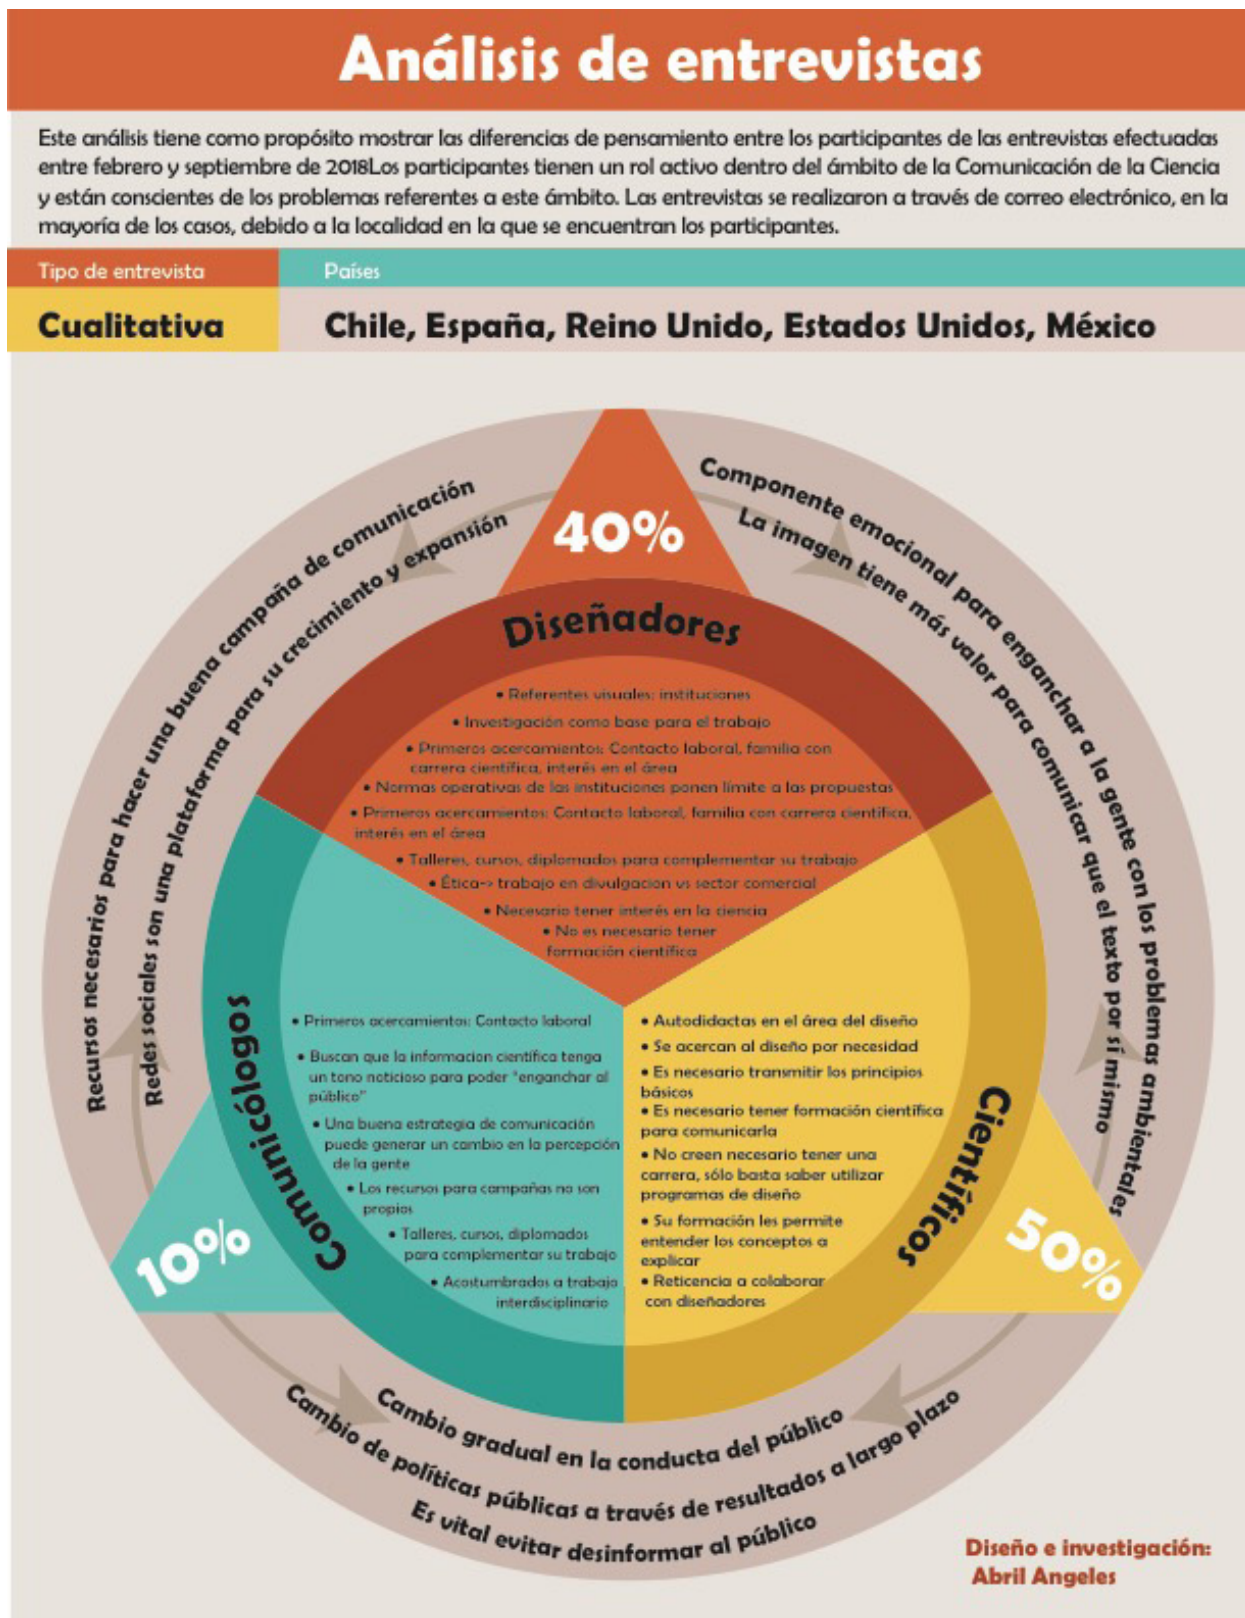 Análisis de entrevistas
Este análisis tiene como propósito mostrar las diferencias de pensamiento entre los participantes de las entrevistas efectuadas
entre febrero y septiembre de 2018Los participantes tienen un rol activo dentro del ámbito de la Comunicación de la Ciencia
y están conscientes de los problemas referentes a este ámbito. Las entrevistas se realizaron a través de correo electrónico, en la
mayoría de los casos, debido a la localidad en la que se encuentran los participantes.
Tipo de entrevista
Países
Cualitativa
Chile, España, Reino Unido, Estados Unidos, México
Recursos necesarios para hacer una buena campaña de comunicación
Redes sociales son una plataforma para su crecimiento y expansión
Componente emocional para enganchar a la gente con los problemas ambientales
La imagen tiene más valor para comunicar que el texto por sí mismo
40%
Diseñadores
• Referentes visuales: instituciones
• Investigación como base para el trabajo
• Primeros acercamientos: Contacto laboral, familia con
carrera científica, interés en el área
• Normas operativas de las instituciones ponen límite a las propuestas
• Primeros acercamientos: Contacto laboral, familia con carrera científica,
interés en el área
• Talleres, cursos, diplomados para complementar su trabajo
• Ética-> trabajo en divulgacion vs sector comercial
• Necesario tener interés en la ciencia
• No es necesario tener
formación científica
Comunicólogos
10%
• Primeros acercamientos: Contacto laboral
• Buscan que la informacion científica tenga
un tono noticioso para poder "enganchar al
público"
• Una buena estrategia de comunicación
puede generar un cambio en la percepción
de la gente
• Los recursos para campañas no son
propios
• Talleres, cursos, diplomados
para complementar su trabajo
• Acostumbrados a trabajo
interdisciplinario
• Autodidactas en el área del diseño
• Se acercan al diseño por necesidad
• Es necesario transmitir los principios
básicos
• Es necesario tener formación científica
para comunicarla
• No creen necesario tener una
carrera, sólo basta saber utilizar
programas de diseño
• Su formación les permite
entender los conceptos a
explicar
• Reticencia a colaborar
con diseñadores
Científicos
50%
Cambio gradual en la conducta del público
Cambio de políticas públicas a través de resultados a largo plazo
Es vital evitar desinformar al público
Diseño e investigación:
Abril Angeles